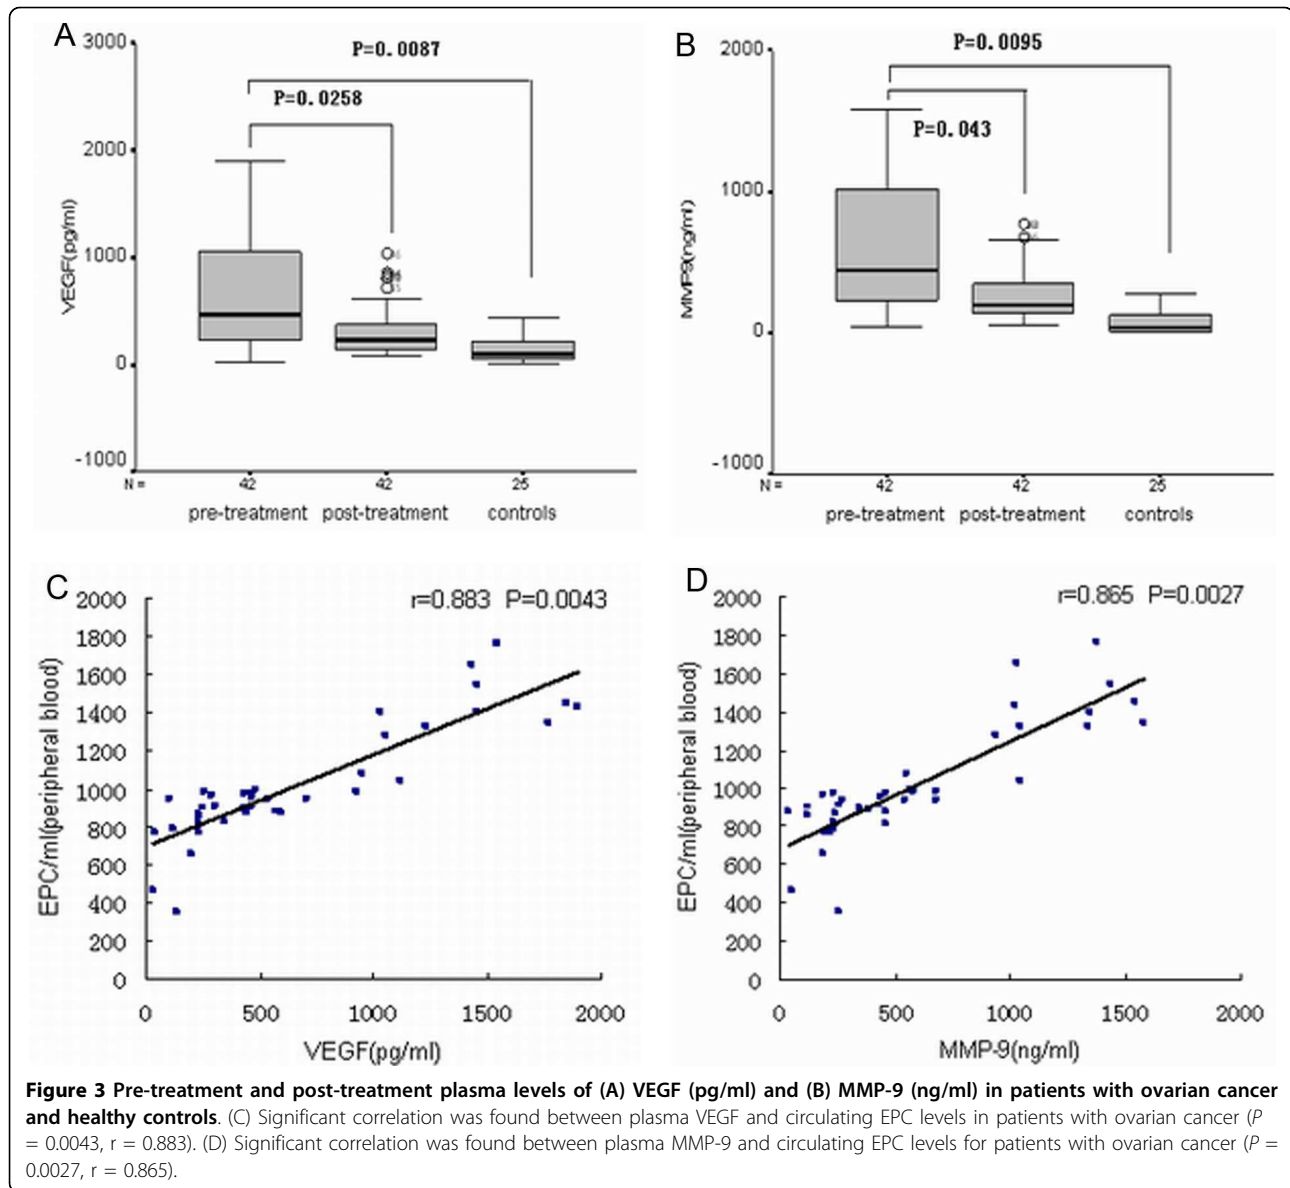 A
3000
P=0.0087
P=0.0258
2000
VEGF(pg/ml)
1000
0
-1000
N =
42
42
25
pre-treatment post-treatment controls
B
2000
P=0.0095
P=0.043
1000
MMP9(ng/ml)
0
-1000
N =
42
42
25
pre-treatment post-treatment controls
C
r=0.883 P=0.0043
2000
1800
1600
1400
1200
1000
800
600
400
200
0
EPC/ml(peripheral blood)
0 500 1000 1500 2000
VEGF(pg/ml)
D
r=0.865 P=0.0027
2000
1800
1600
1400
1200
1000
800
600
400
200
0
EPC/ml(peripheral blood)
0 500 1000 1500 2000
MMP-9(ng/ml)
Figure 3 Pre-treatment and post-treatment plasma levels of (A) VEGF (pg/ml) and (B) MMP-9 (ng/ml) in patients with ovarian cancer
and healthy controls. (C) Significant correlation was found between plasma VEGF and circulating EPC levels in patients with ovarian cancer (P
= 0.0043, r = 0.883). (D) Significant correlation was found between plasma MMP-9 and circulating EPC levels for patients with ovarian cancer (P =
0.0027, r = 0.865).